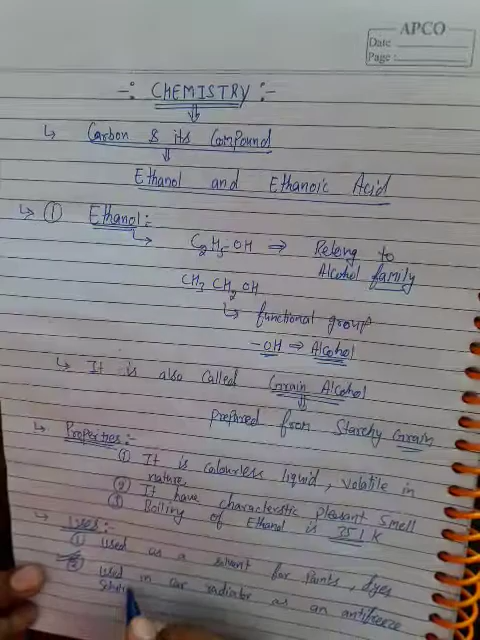 APCO
Date
Page :
-: CHEMISTRY :-
↳ Carbon & its Compound
Ethanol and Ethanoic Acid
↳ ① Ethanol:-
↳ C2H5-OH ⇒ Relong to
Alcohol family
CH3 CH2 OH
↳ functional group
-OH ⇒ Alcohol
↳ It is also called Grain Alcohol
prepared from Starchy Grain
↳ Properties:-
① It is Colourless liquid, volatile in
nature,
② It have characterstic pleasant Smell
③ Boiling of Ethanol is 351 K
↳ Uses:-
① Used as a solvent for Paints, dyes
② Used in car radiator as an antifreeze